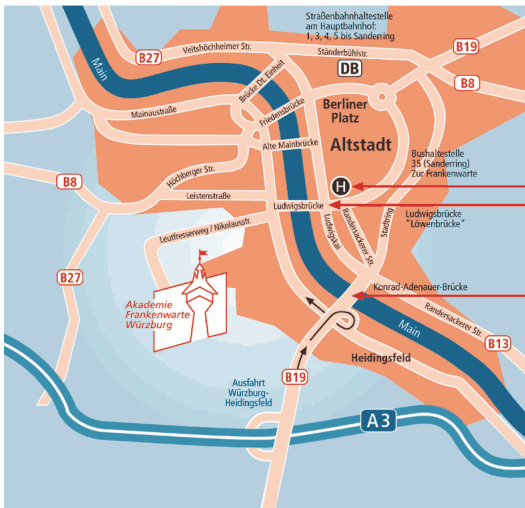 Straßenbahnhaltestelle
am Hauptbahnhof:
1, 3, 4, 5 bis Sanderring
B27
Veitshöchheimer Str.
Ständerbühlstr.
B19
Main
DB
Brücke Dt. Einheit
B8
Mainaustraße
Friedensbrücke
Berliner
Platz
Altstadt
Alte Mainbrücke
Bushaltestelle
35 (Sanderring)
Zur Frankenwarte
Höchberger Str.
B8
H
Leistenstraße
Ludwigsbrücke
Ludwigsbrücke
"Löwenbrücke"
Leutfresserweg / Nikolausstr.
Ludwigskai
Randersackerer Str.
Stadtring
B27
Konrad-Adenauer-Brücke
Akademie
Frankenwarte
Würzburg
Main
Randersackerer Str.
B13
Heidingsfeld
Ausfahrt
Würzburg-
Heidingsfeld
B19
A3